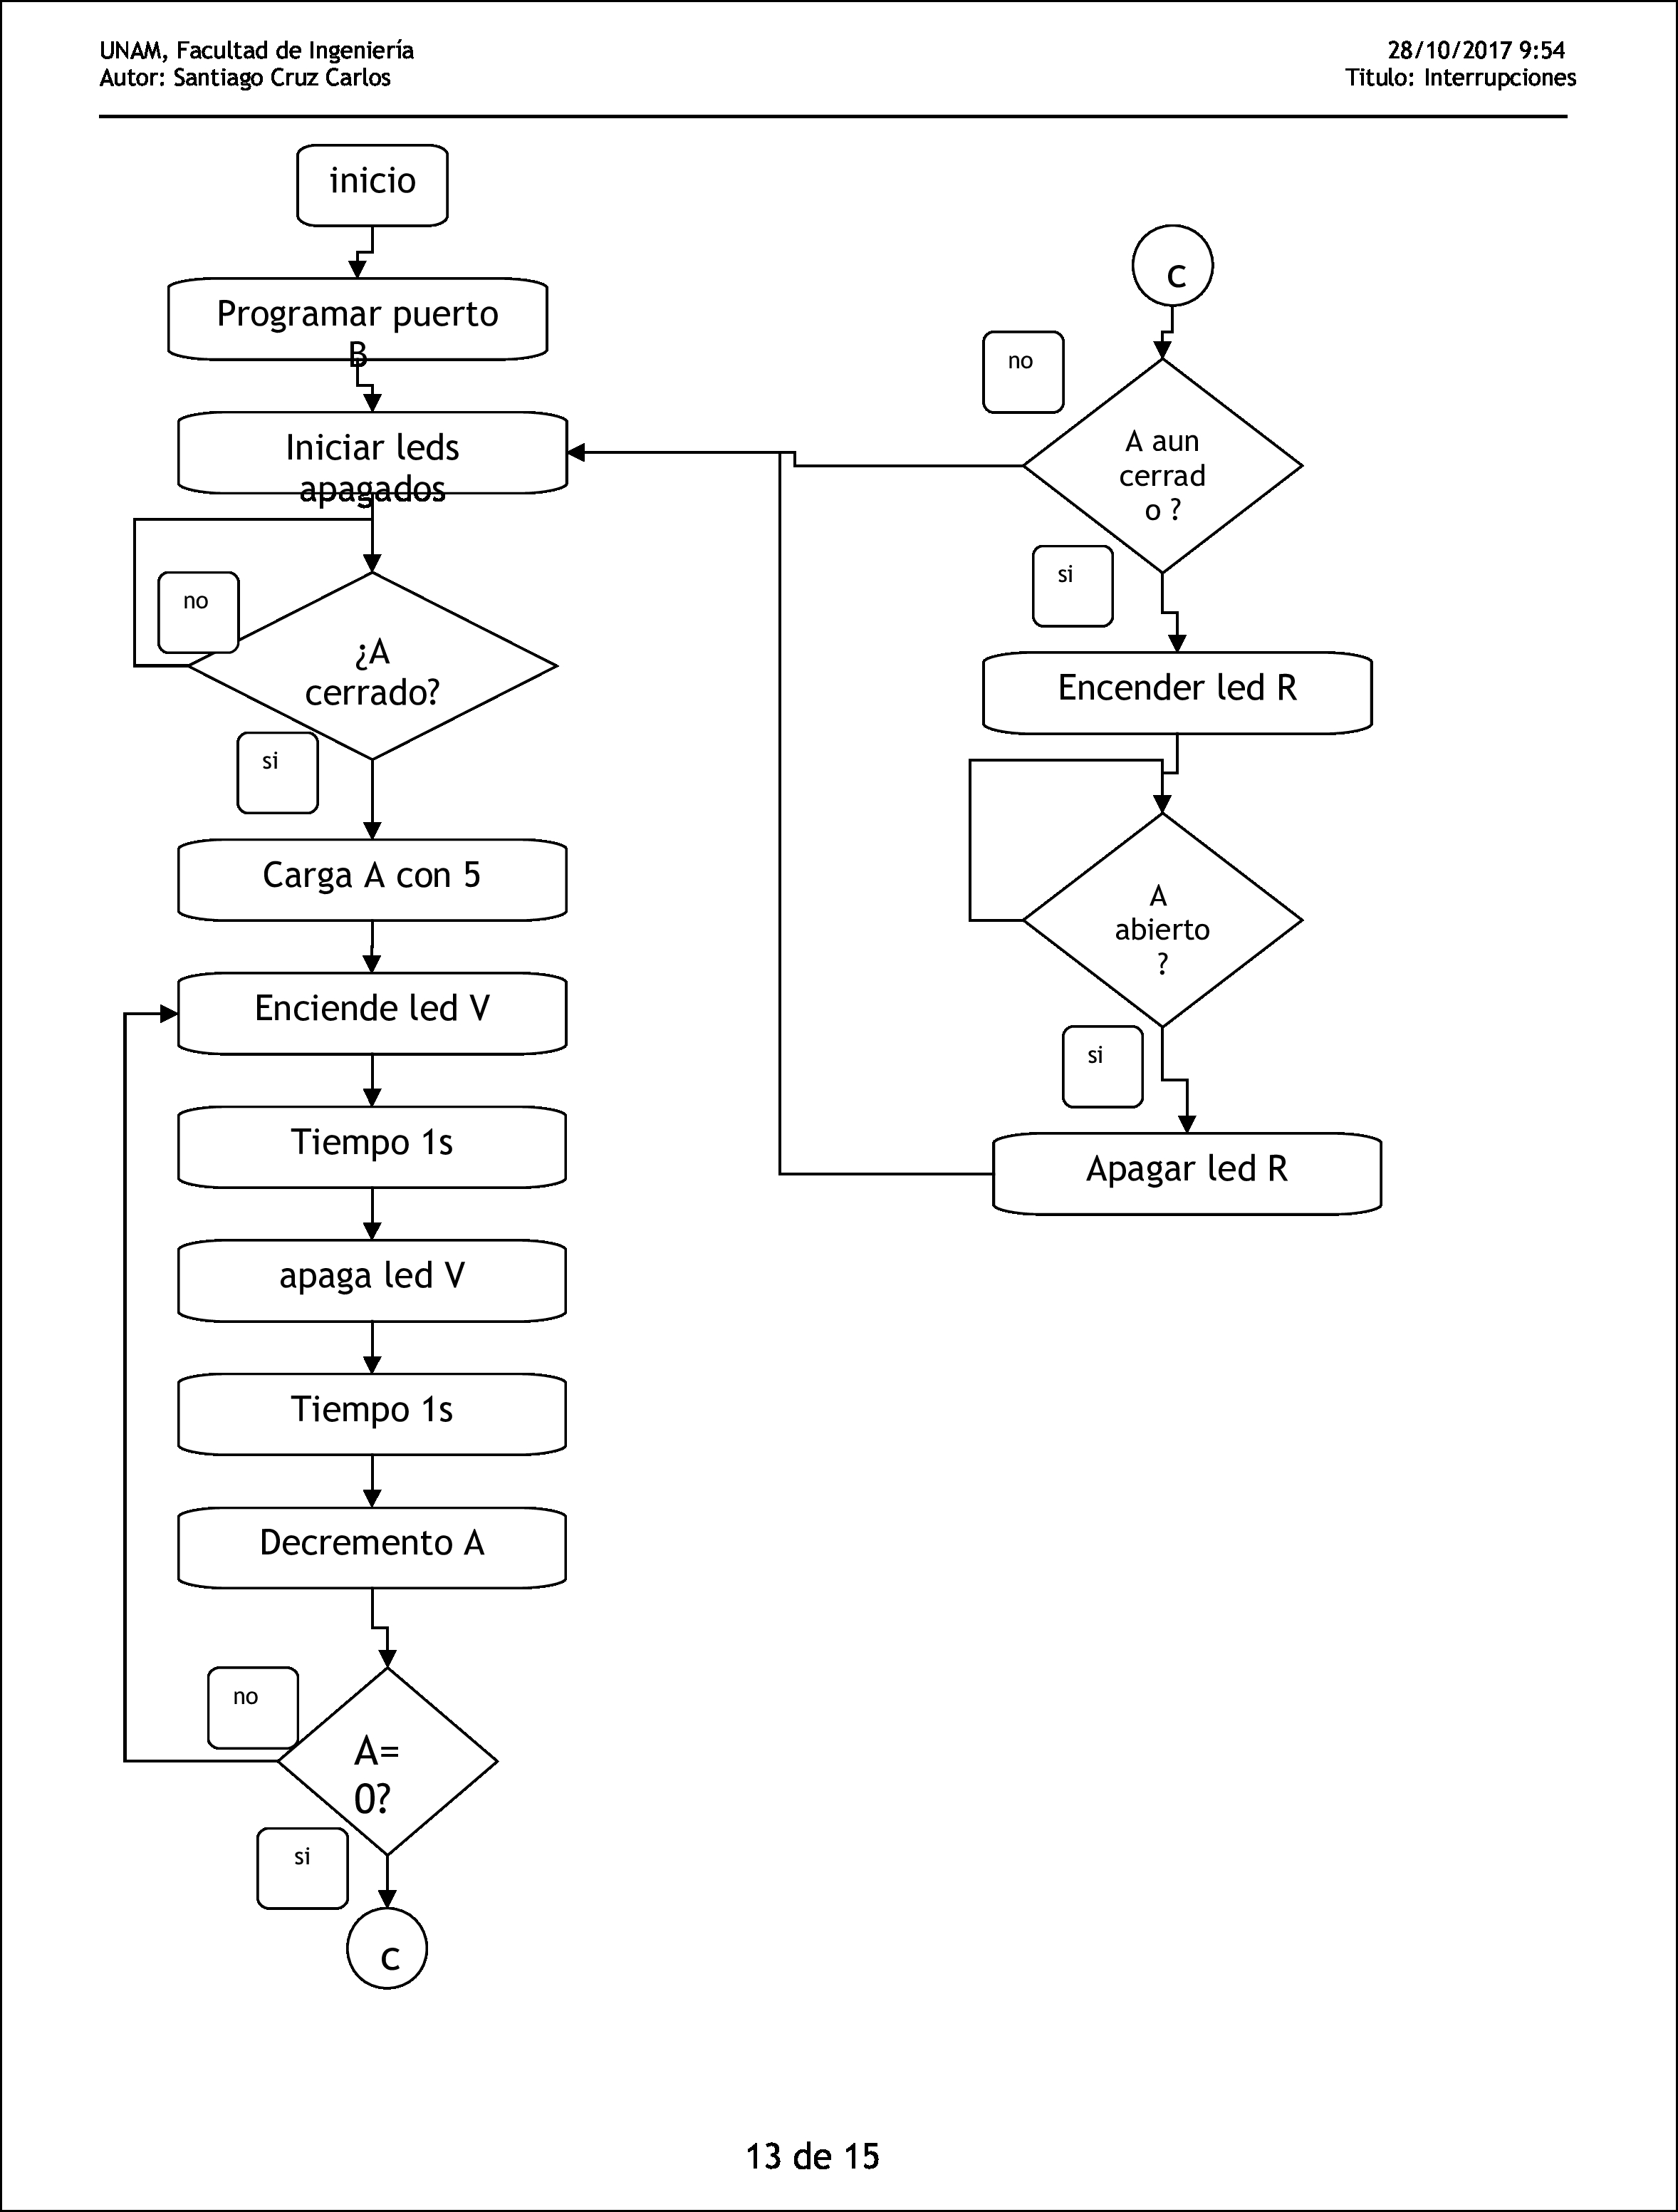 UNAM, Facultad de Ingeniería
Autor: Santiago Cruz Carlos
28/10/2017 9:54
Titulo: Interrupciones
inicio
Programar puerto
B
Iniciar leds
apagados
no
¿A
cerrado?
si
Carga A con 5
Enciende led V
Tiempo 1s
apaga led V
Tiempo 1s
Decremento A
no
A=
0?
si
c
c
no
A aun
cerrad
o ?
si
Encender led R
A
abierto
?
si
Apagar led R
13 de 15